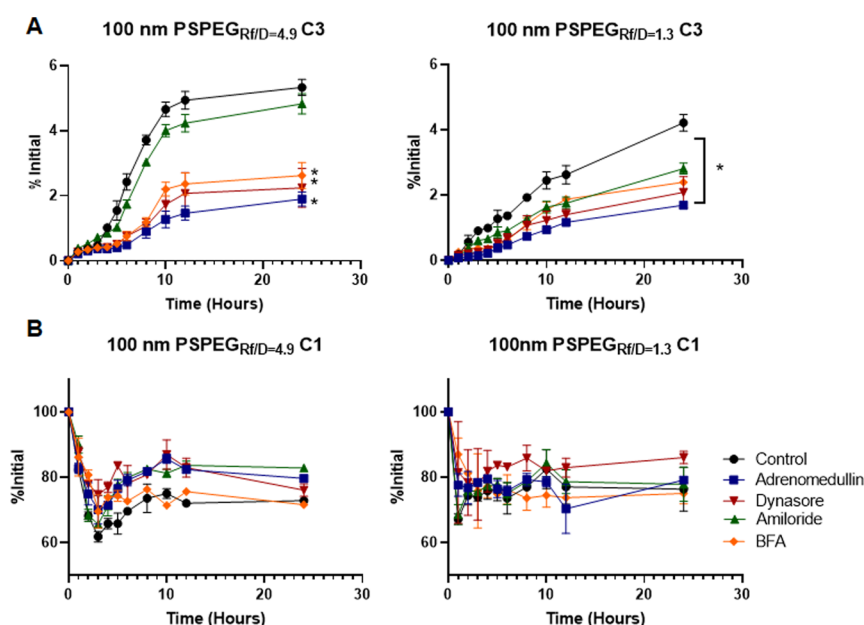 A
100 nm PSPEGRf/D=4.9 C3
100 nm PSPEGRf/D=1.3 C3
% Initial
6
4
2
0
0
10
20
30
Time (Hours)
*
*
*
%Initial
6
4
2
0
0
10
20
30
Time (Hours)
*
B
100 nm PSPEGRf/D=4.9 C1
100nm PSPEGRf/D=1.3 C1
%Initial
100
80
60
0
10
20
30
Time (Hours)
%Initial
100
80
60
0
10
20
30
Time (Hours)
Control
Adrenomedullin
Dynasore
Amiloride
BFA